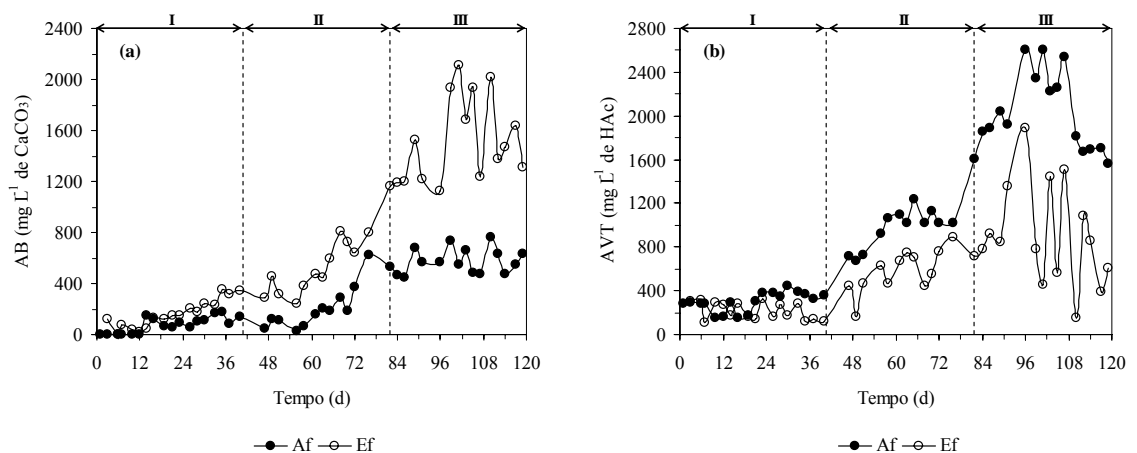 I II III
(a)
AB (mg L⁻¹ de CaCO₃)
2400
2000
1600
1200
800
400
0
0 12 24 36 48 60 72 84 96 108 120
Tempo (d)
Af Ef
I II III
(b)
AVT (mg L⁻¹ de HAc)
2800
2400
2000
1600
1200
800
400
0
0 12 24 36 48 60 72 84 96 108 120
Tempo (d)
Af Ef